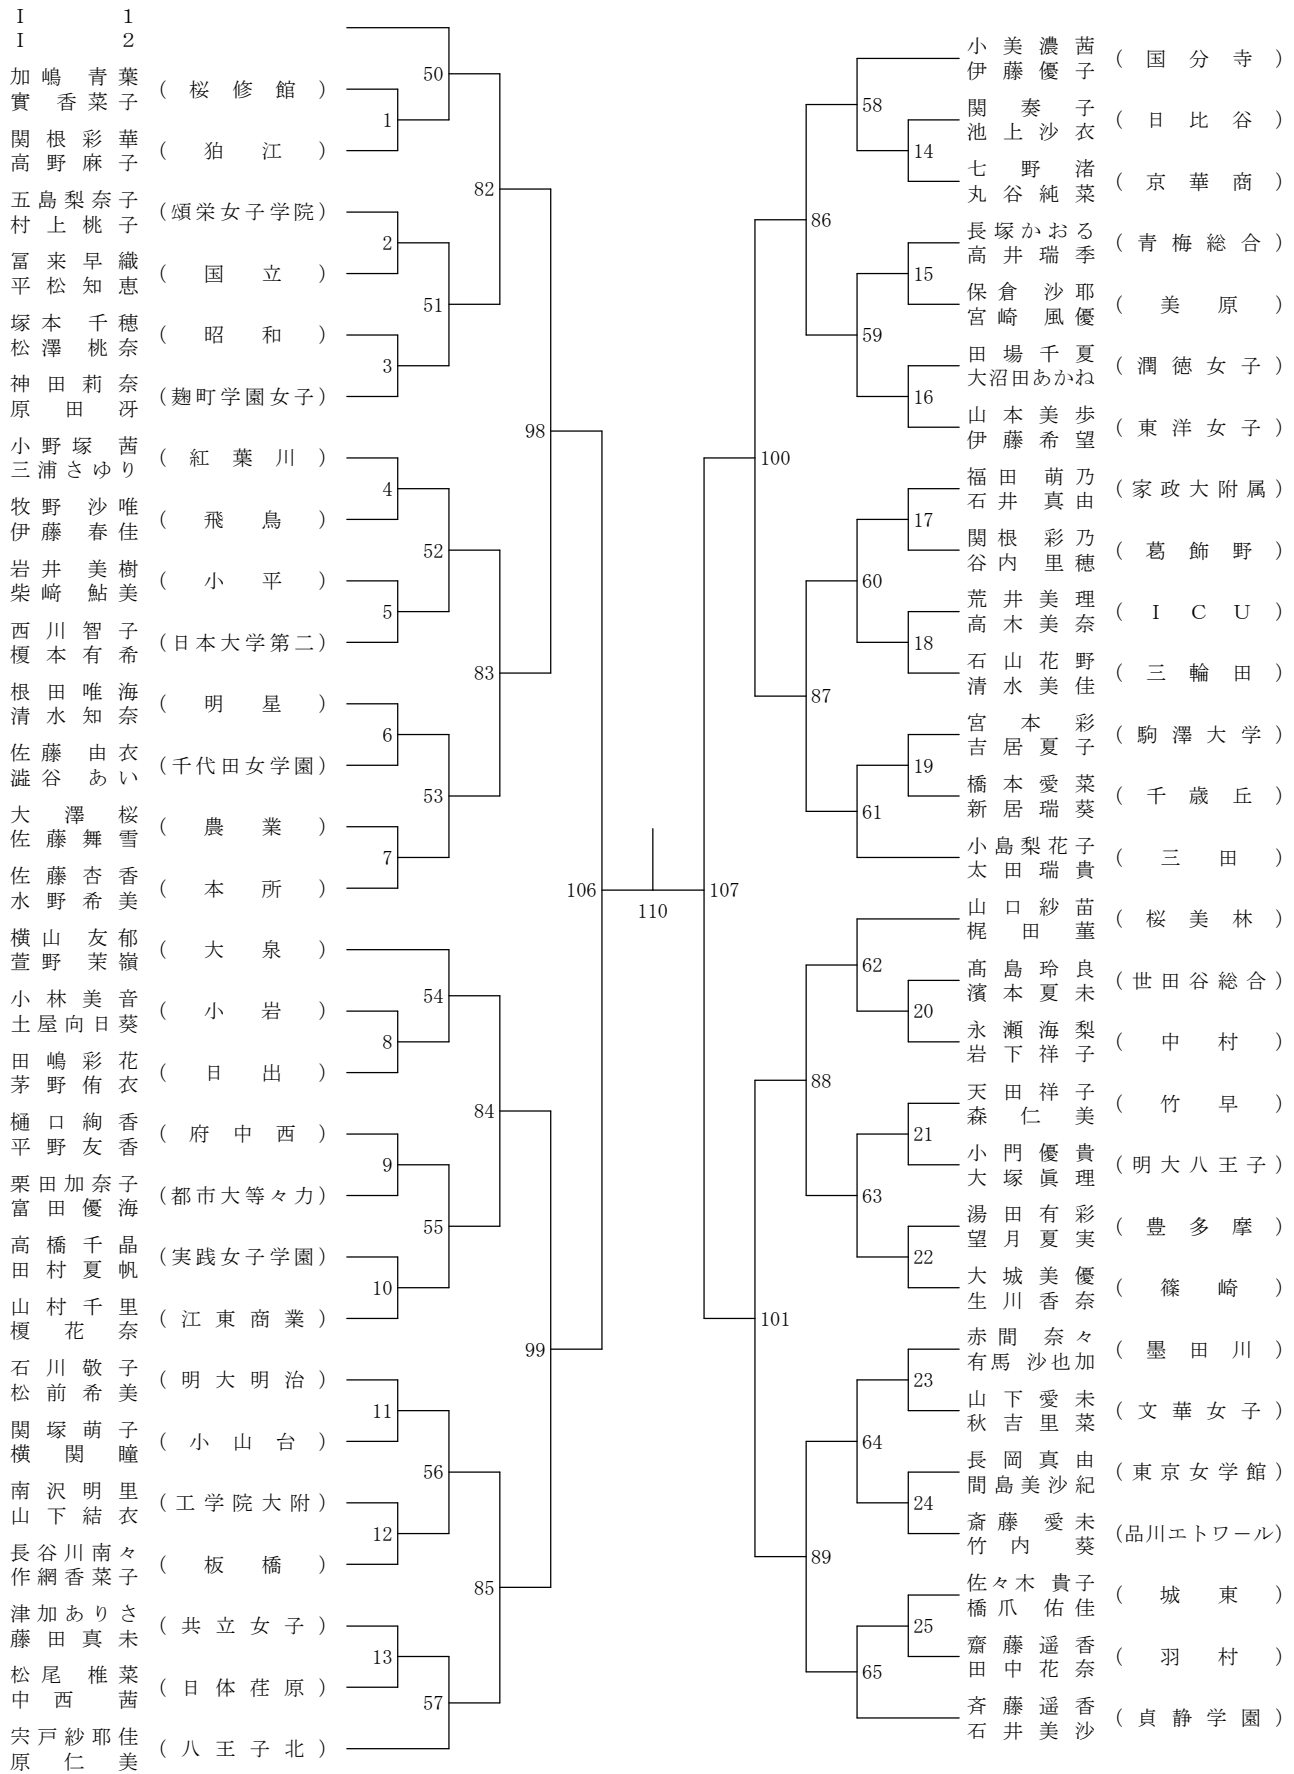 I 1
I 2
加嶋 青葉
實 香菜子
(桜修館)
関根彩華
高野麻子
(狛江)
五島梨奈子
村上桃子
(頌栄女子学院)
冨来早織
平松知恵
(国立)
塚本 千穂
松澤 桃奈
(昭和)
神田莉奈
原田冴
(麹町学園女子)
小野塚 茜
三浦さゆり
(紅葉川)
牧野 沙唯
伊藤 春佳
(飛鳥)
岩井 美樹
柴﨑 鮎美
(小平)
西川智子
榎本有希
(日本大学第二)
根田唯海
清水知奈
(明星)
佐藤 由衣
澁谷 あい
(千代田女学園)
大澤桜
佐藤舞雪
(農業)
佐藤杏香
水野希美
(本所)
横山 友郁
萱野 茉嶺
(大泉)
小林美音
土屋向日葵
(小岩)
田嶋彩花
茅野侑衣
(日出)
樋口絢香
平野友香
(府中西)
栗田加奈子
富田優海
(都市大等々力)
高橋千晶
田村夏帆
(実践女子学園)
山村千里
榎花奈
(江東商業)
石川敬子
松前希美
(明大明治)
関塚萌子
横関瞳
(小山台)
南沢明里
山下結衣
(工学院大附)
長谷川南々
作網香菜子
(板橋)
津加ありさ
藤田真未
(共立女子)
松尾 椎菜
中西 茜
(日体荏原)
宍戸紗耶佳
原仁美
(八王子北)
1
2
3
4
5
6
7
8
9
10
11
12
13
50
51
52
53
54
55
56
57
82
83
84
85
98
99
106
110
107
100
101
86
87
88
89
58
59
60
61
62
63
64
65
14
15
16
17
18
19
20
21
22
23
24
25
小美濃茜
伊藤優子
(国分寺)
関奏子
池上沙衣
(日比谷)
七野渚
丸谷純菜
(京華商)
長塚かおる
高井瑞季
(青梅総合)
保倉 沙耶
宮崎 風優
(美原)
田場千夏
大沼田あかね
(潤徳女子)
山本美歩
伊藤希望
(東洋女子)
福田 萌乃
石井 真由
(家政大附属)
関根 彩乃
谷内 里穂
(葛飾野)
荒井美理
高木美奈
(ICU)
石山花野
清水美佳
(三輪田)
宮本彩
吉居夏子
(駒澤大学)
橋本愛菜
新居瑞葵
(千歳丘)
小島梨花子
太田瑞貴
(三田)
山口紗苗
梶田菫
(桜美林)
髙島玲良
濱本夏未
(世田谷総合)
永瀬海梨
岩下祥子
(中村)
天田祥子
森仁美
(竹早)
小門優貴
大塚眞理
(明大八王子)
湯田有彩
望月夏実
(豊多摩)
大城美優
生川香奈
(篠崎)
赤間 奈々
有馬 沙也加
(墨田川)
山下愛未
秋吉里菜
(文華女子)
長岡真由
間島美沙紀
(東京女学館)
斎藤 愛未
竹内 葵
(品川エトワール)
佐々木 貴子
橋爪 佑佳
(城東)
齋藤遥香
田中花奈
(羽村)
斉藤遥香
石井美沙
(貞静学園)